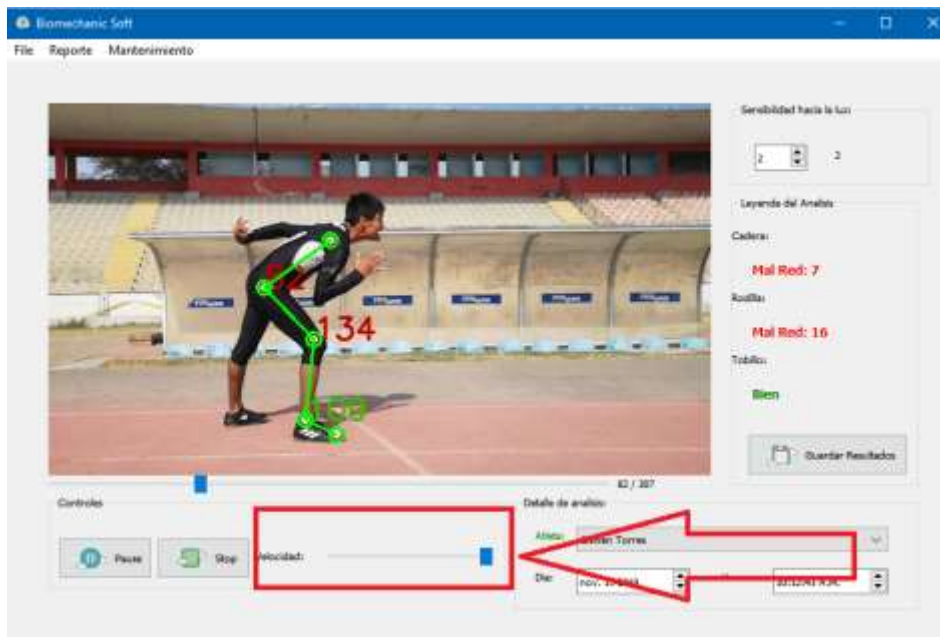 Biomechanic Soft
File Reporte Mantenimiento
Sensibilidad hacia la luz:
2
2
Leyenda del Analisis
Cadera:
Mal Red: 7
Rodilla:
134
Mal Red: 16
Tobillo:
Bien
Guardar Resultados
82 / 387
Controles
Detalle de analisis:
Pause Stop Velocidad:
Atleta: Torres
Dia: nov.